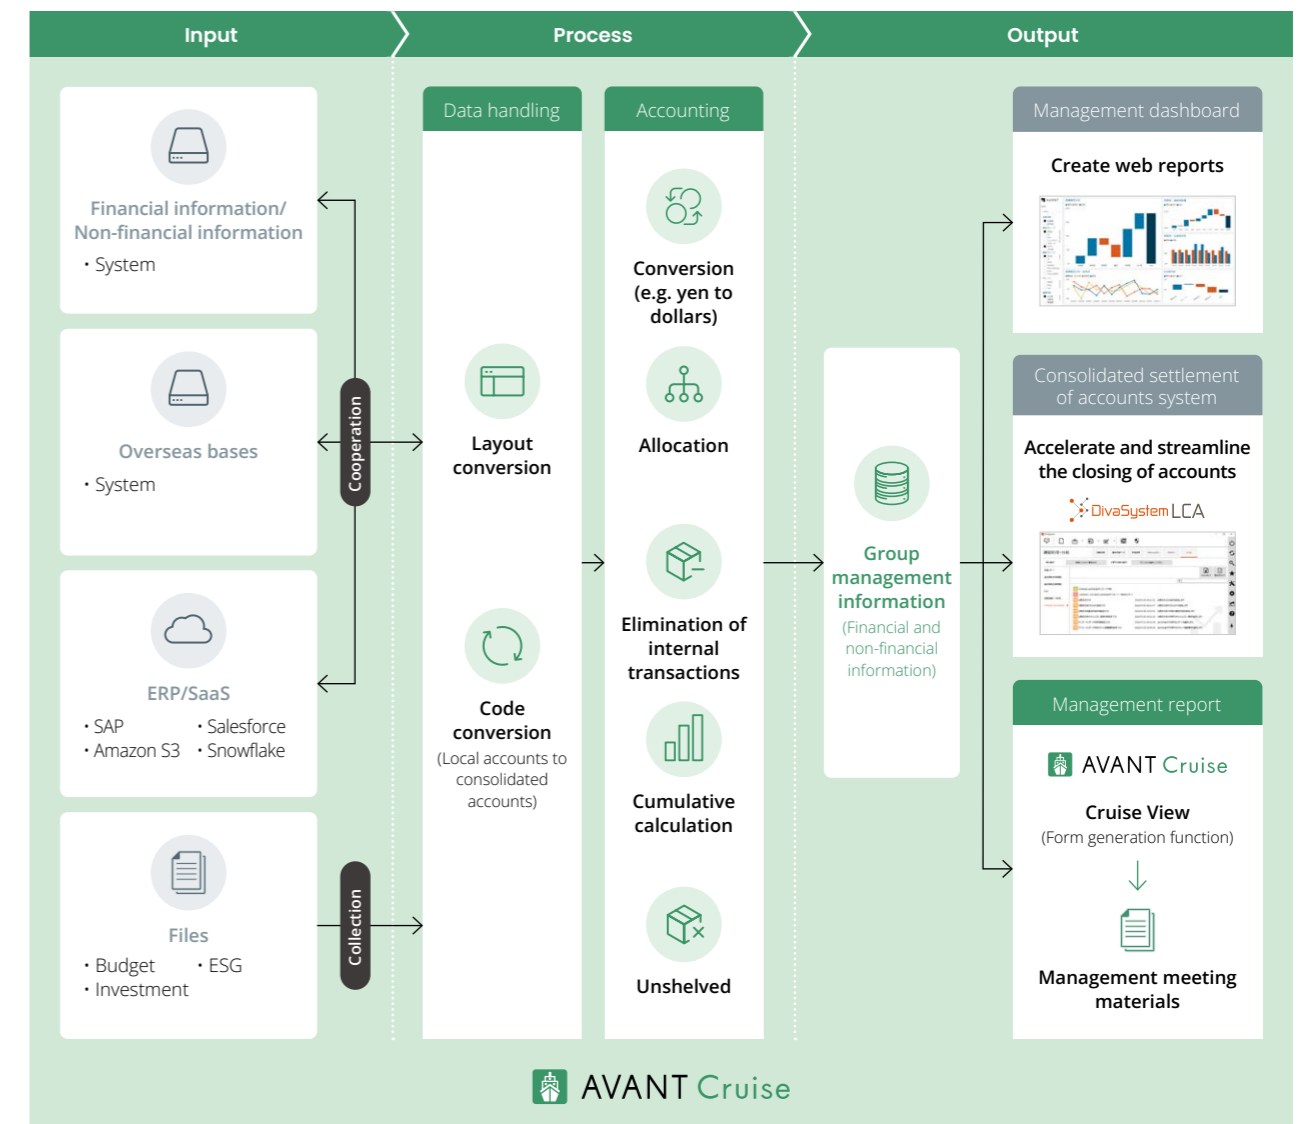 Input
Process
Output
Financial information/
Non-financial information
・System
Overseas bases
・System
ERP/SaaS
・SAP ・Salesforce
・Amazon S3 ・Snowflake
Files
・Budget ・ESG
・Investment
Cooperation
Collection
Data handling
Layout
conversion
Code
conversion
(Local accounts to
consolidated
accounts)
Accounting
Conversion
(e.g. yen to
dollars)
Allocation
Elimination of
internal
transactions
Cumulative
calculation
Unshelved
Group
management
information
(Financial and
non-financial
information)
Management dashboard
Create web reports
AVANT
Consolidated settlement
of accounts system
Accelerate and streamline
the closing of accounts
DivaSystem LCA
Management report
AVANT Cruise
Cruise View
(Form generation function)
Management meeting
materials
AVANT Cruise